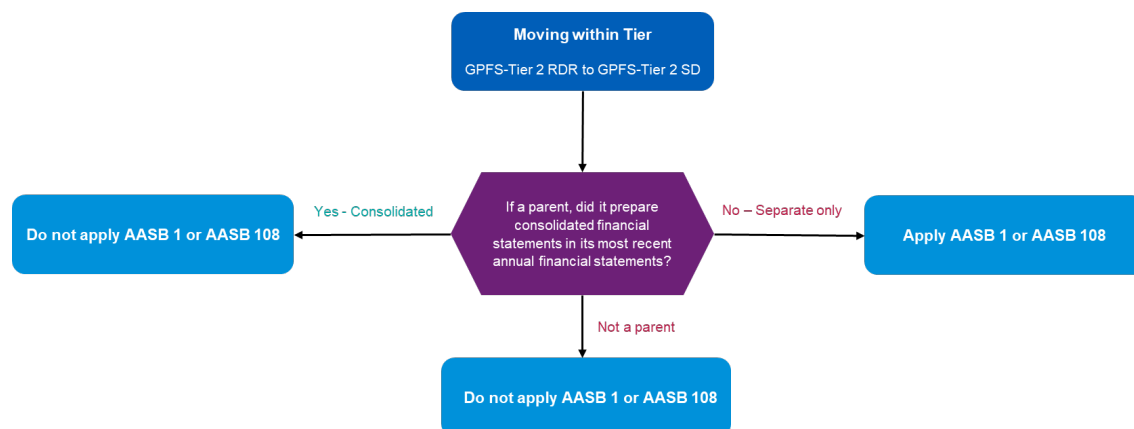 Moving within Tier
GPFS-Tier 2 RDR to GPFS-Tier 2 SD
If a parent, did it prepare
consolidated financial
statements in its most recent
annual financial statements?
Yes - Consolidated
Do not apply AASB 1 or AASB 108
No – Separate only
Apply AASB 1 or AASB 108
Not a parent
Do not apply AASB 1 or AASB 108